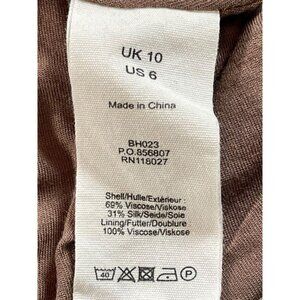 UK 10
US 6
Made in China
BH023
P.O.856807
RN118027
Shell/Hulle/Extérieur:
69% Viscose/Viskose
31% Silk/Seide/Soie
Lining/Futter/Doublure
100% Viscose/Viskose
40
P